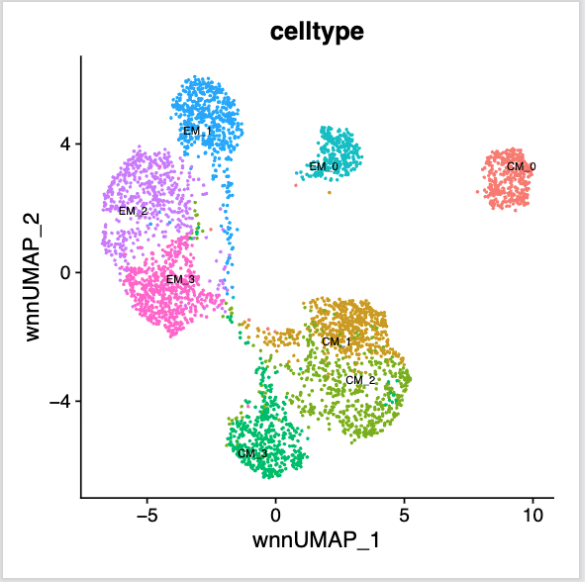 celltype
wnnUMAP_2
4
0
−4
EM_1
EM_0
CM_0
EM_2
EM_3
CM_1
CM_2
CM_3
−5
0
5
10
wnnUMAP_1